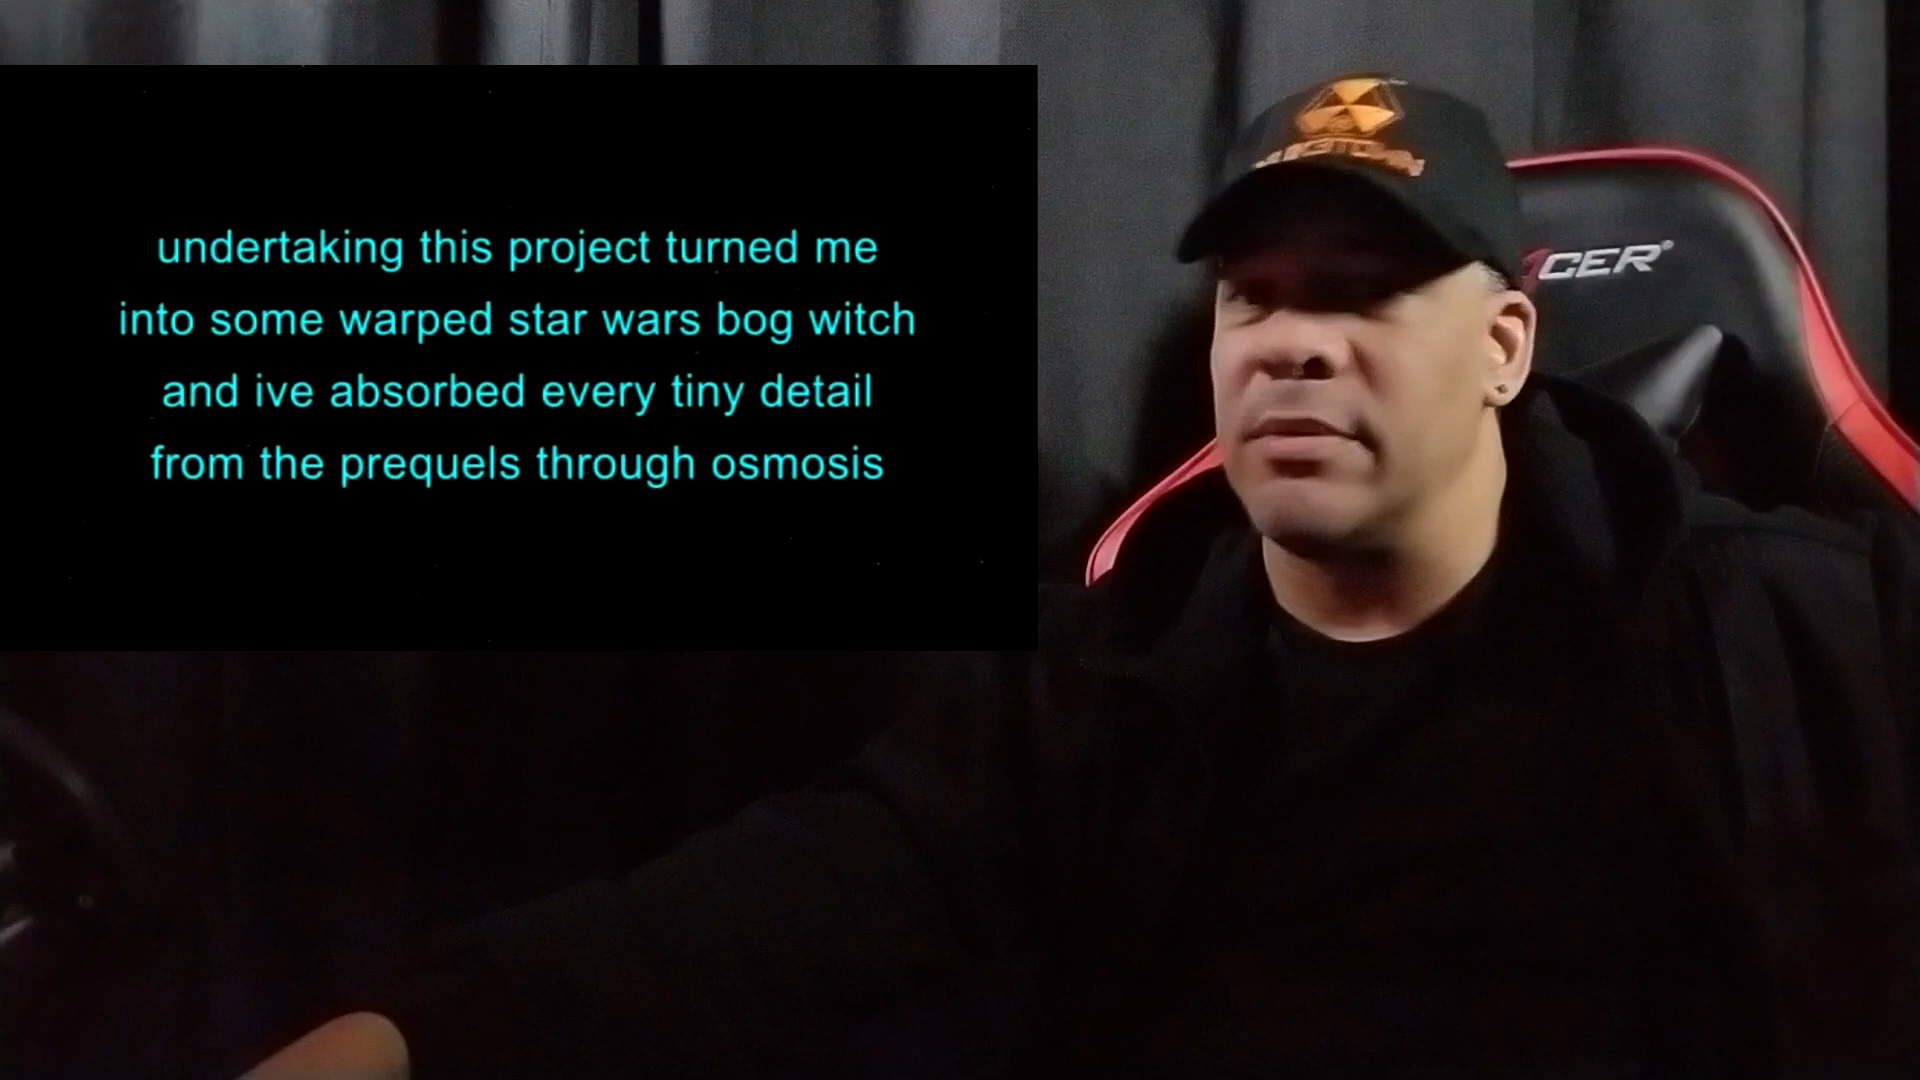 undertaking this project turned me
into some warped star wars bog witch
and ive absorbed every tiny detail
from the prequels through osmosis
CER®